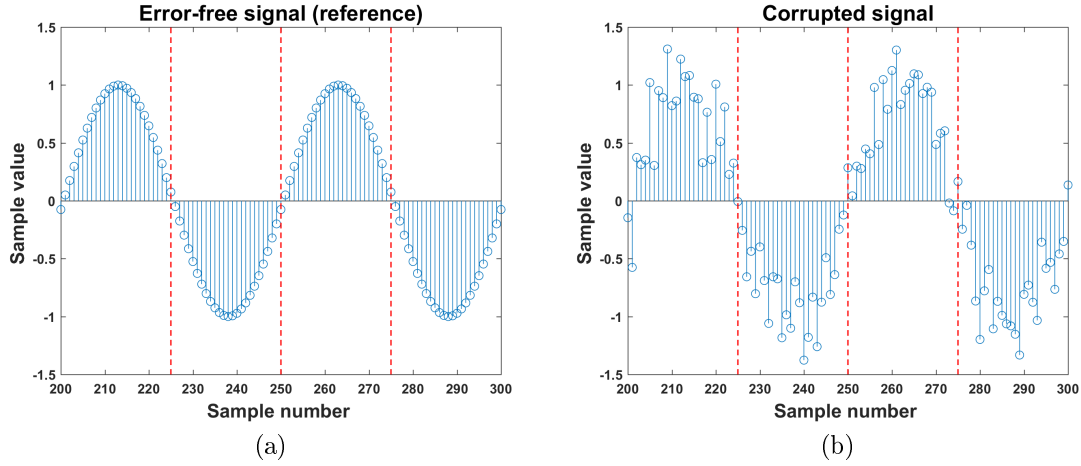 Error-free signal (reference)
1.5
1
0.5
0
-0.5
-1
-1.5
Sample value
200 210 220 230 240 250 260 270 280 290 300
Sample number
(a)
Corrupted signal
1.5
1
0.5
0
-0.5
-1
-1.5
Sample value
200 210 220 230 240 250 260 270 280 290 300
Sample number
(b)